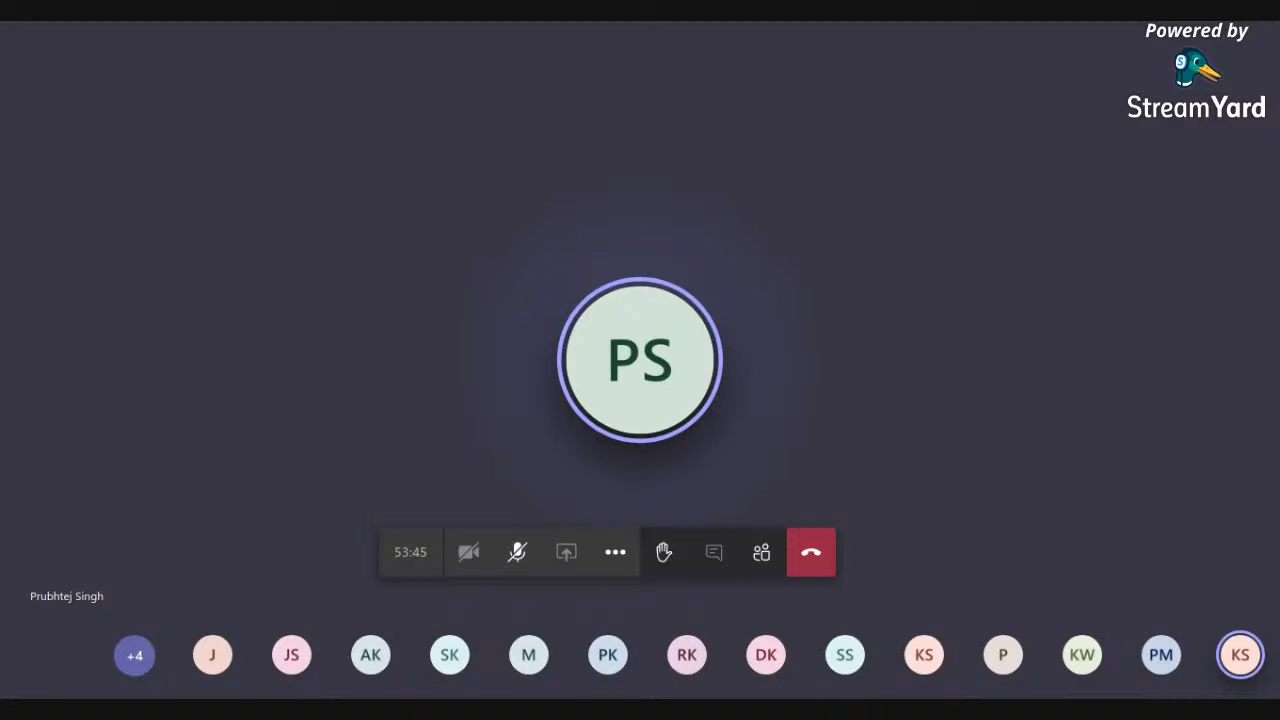 Powered by
S
StreamYard
PS
53:45
Prubhtej Singh
+4 J JS AK SK M PK RK DK SS KS P KW PM KS